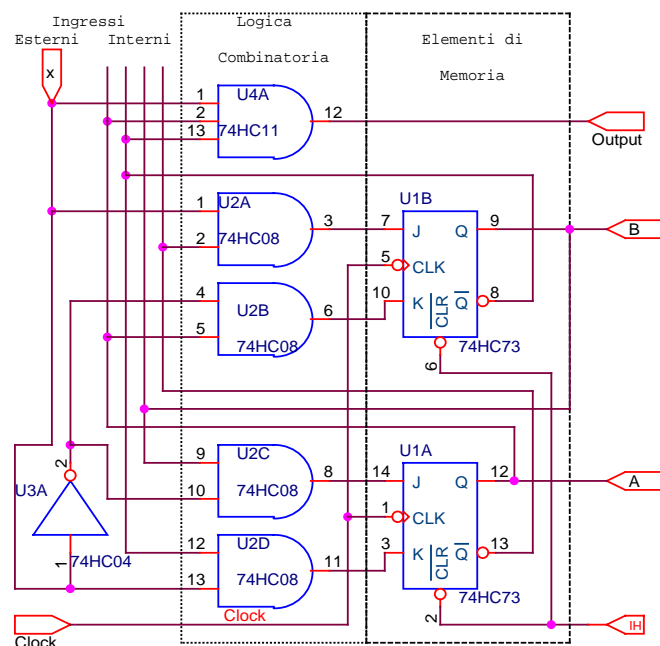 Ingressi
Esterni Interni
Logica
Combinatoria
Elementi di
Memoria
x
1
2
13
U4A
74HC11
12
Output
1
2
U2A
74HC08
3
U1B
7
J Q
9
B
5
CLK
4
5
U2B
74HC08
6
10
K CLR Q
8
6
74HC73
9
10
U2C
74HC08
8
U1A
14
J Q
12
A
1
CLK
2
U3A
74HC04
1
12
13
U2D
74HC08
11
3
K CLR Q
13
2
74HC73
Clock
Clock
IH